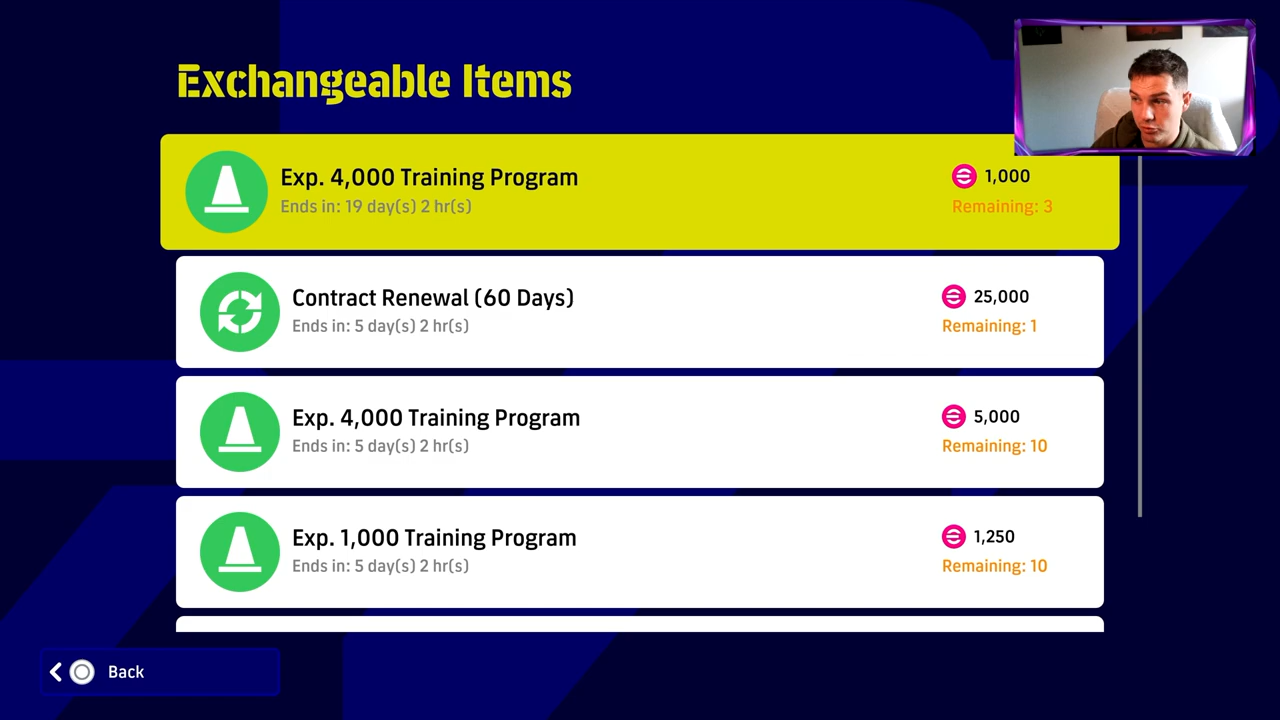 Exchangeable Items
Exp. 4,000 Training Program
1,000
Ends in: 19 day(s) 2 hr(s)
Remaining: 3
Contract Renewal (60 Days)
25,000
Ends in: 5 day(s) 2 hr(s)
Remaining: 1
Exp. 4,000 Training Program
5,000
Ends in: 5 day(s) 2 hr(s)
Remaining: 10
Exp. 1,000 Training Program
1,250
Ends in: 5 day(s) 2 hr(s)
Remaining: 10
Back